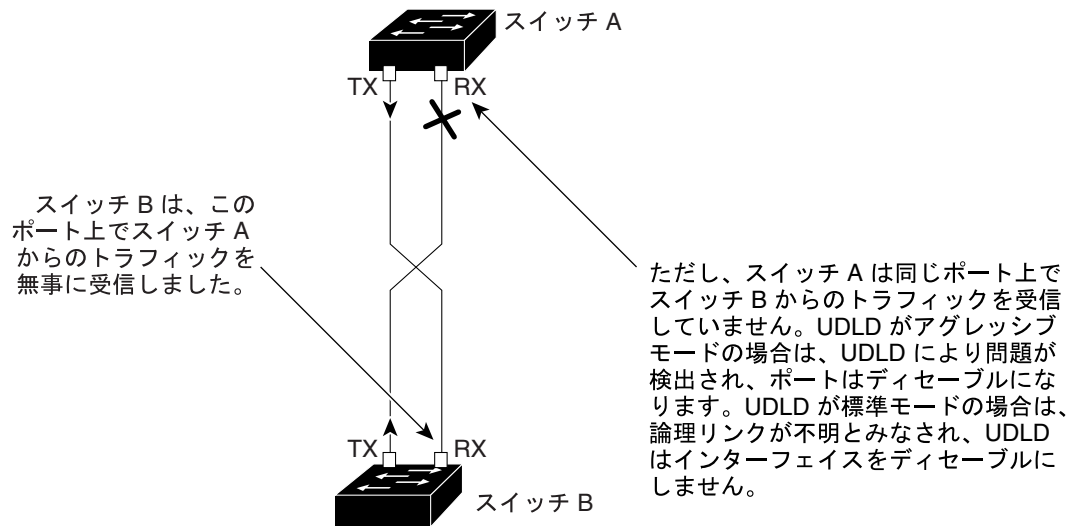 スイッチ A
TX
RX
スイッチ B は、この
ポート上でスイッチ A
からのトラフィックを
無事に受信しました。
ただし、スイッチ A は同じポート上で
スイッチ B からのトラフィックを受信
していません。UDLD がアグレッシブ
モードの場合は、UDLD により問題が
検出され、ポートはディセーブルにな
ります。UDLD が標準モードの場合は、
論理リンクが不明とみなされ、UDLD
はインターフェイスをディセーブルに
しません。
TX
RX
スイッチ B